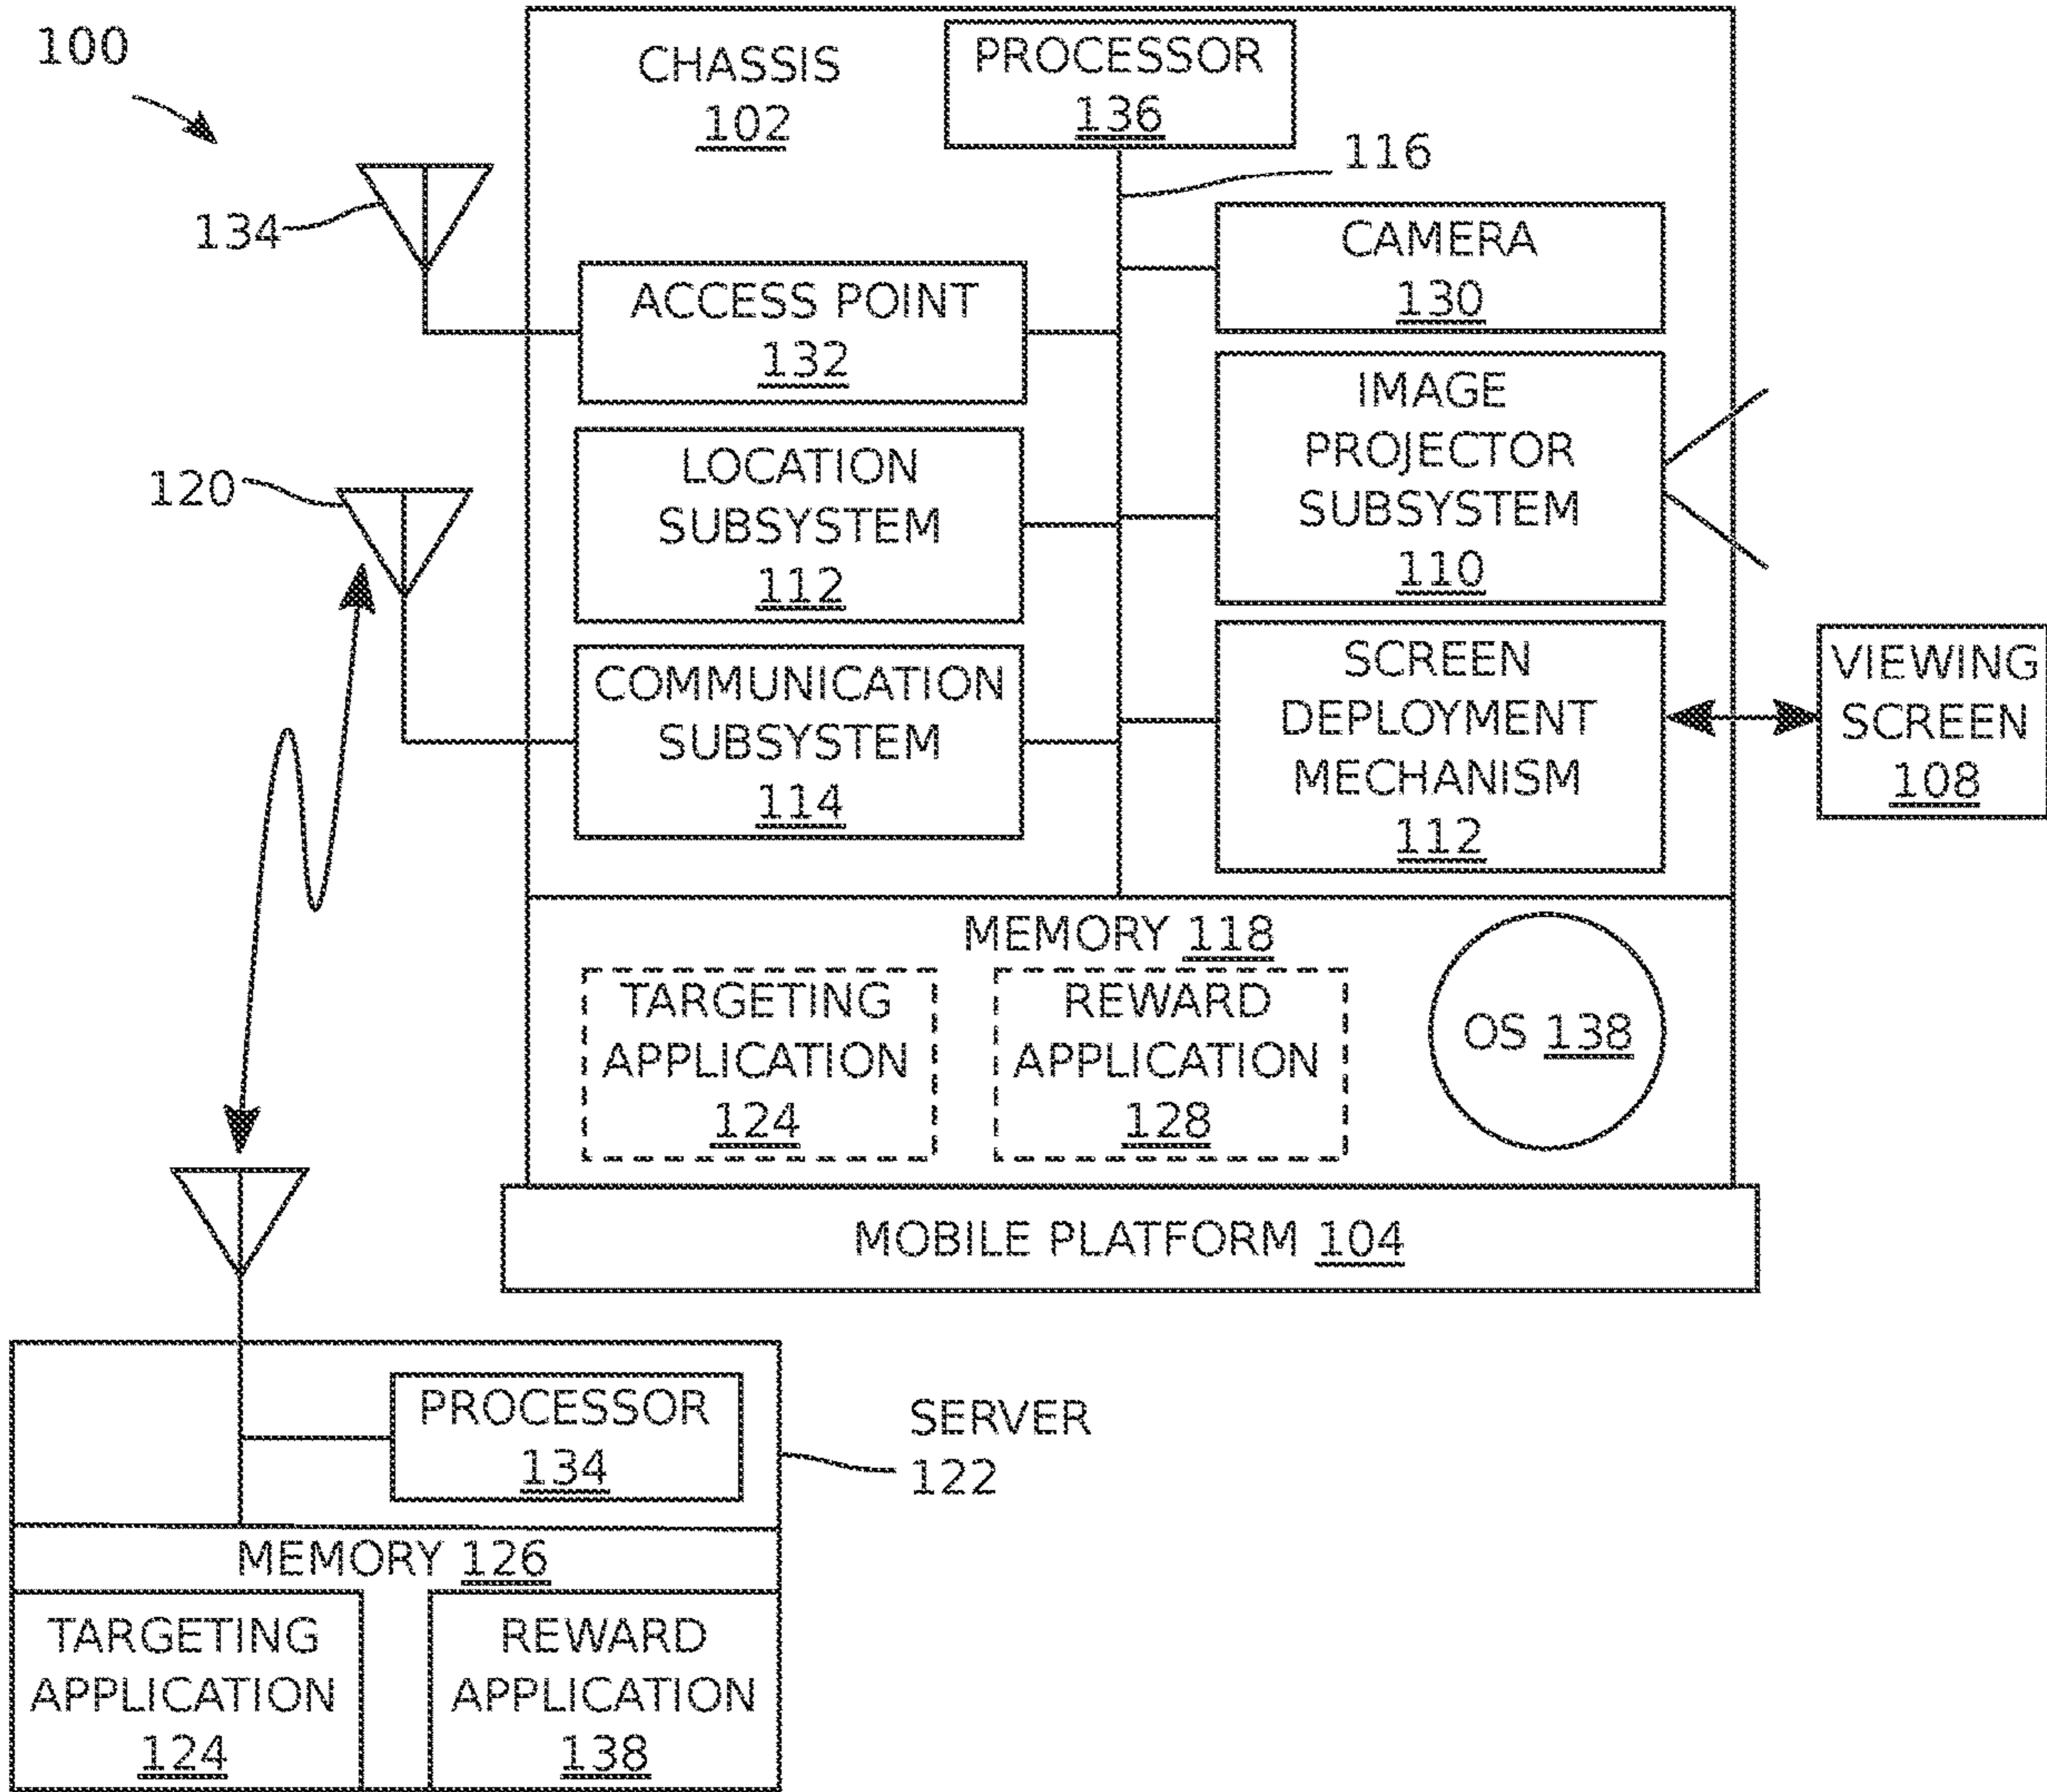 100
CHASSIS
102
PROCESSOR
136
116
134
CAMERA
130
ACCESS POINT
132
IMAGE
PROJECTOR
SUBSYSTEM
110
120
LOCATION
SUBSYSTEM
112
COMMUNICATION
SUBSYSTEM
114
SCREEN
DEPLOYMENT
MECHANISM
112
VIEWING
SCREEN
108
MEMORY 118
TARGETING
APPLICATION
124
REWARD
APPLICATION
128
OS 138
MOBILE PLATFORM 104
PROCESSOR
134
SERVER
122
MEMORY 126
TARGETING
APPLICATION
124
REWARD
APPLICATION
138